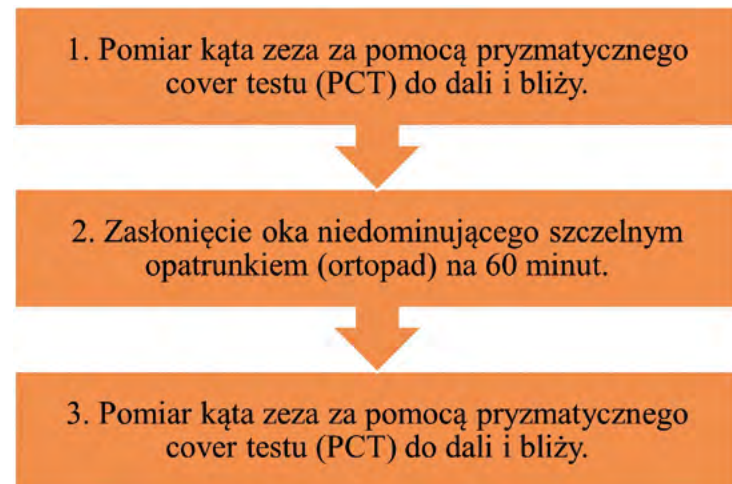 1. Pomiar kąta zeza za pomocą pryzmatycznego
cover testu (PCT) do dali i bliży.
2. Zasłonięcie oka niedominującego szczelnym
opatrunkiem (ortopad) na 60 minut.
3. Pomiar kąta zeza za pomocą pryzmatycznego
cover testu (PCT) do dali i bliży.